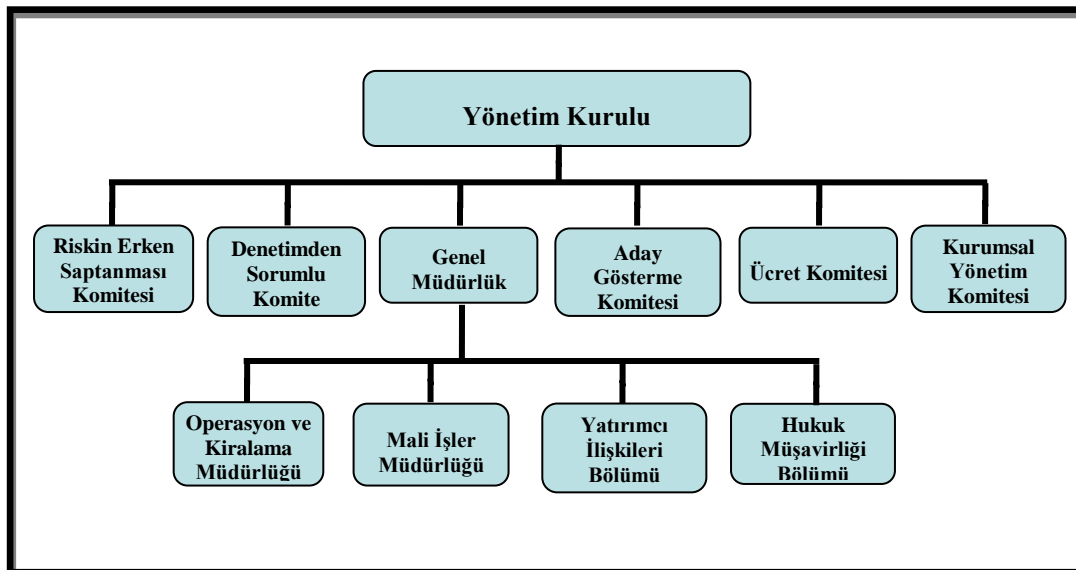 Yönetim Kurulu
Riskin Erken
Saptanması
Komitesi
Denetimden
Sorumlu
Komite
Genel
Müdürlük
Aday
Gösterme
Komitesi
Ücret Komitesi
Kurumsal
Yönetim
Komitesi
Operasyon ve
Kiralama
Müdürlüğü
Mali İşler
Müdürlüğü
Yatırımcı
İlişkileri
Bölümü
Hukuk
Müşavirliği
Bölümü